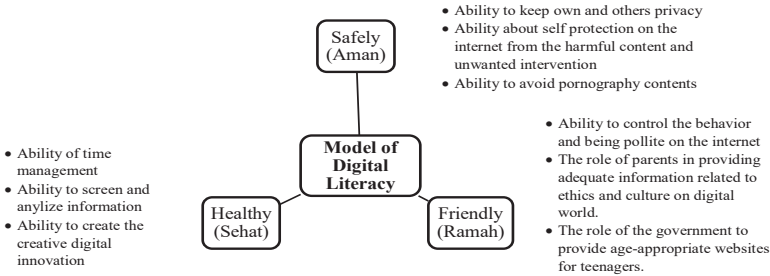 Safely
(Aman)
• Ability to keep own and others privacy
• Ability about self protection on the
internet from the harmful content and
unwanted intervention
• Ability to avoid pornography contents
Model of
Digital
Literacy
• Ability of time
management
• Ability to screen and
anylize information
• Ability to create the
creative digital
innovation
Healthy
(Sehat)
Friendly
(Ramah)
• Ability to control the behavior
and being pollite on the internet
• The role of parents in providing
adequate information related to
ethics and culture on digital
world.
• The role of the government to
provide age-appropriate websites
for teenagers.